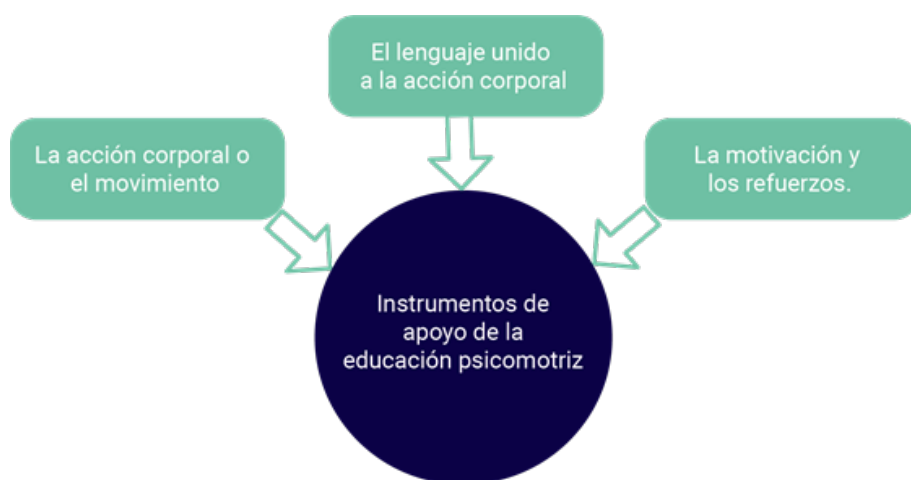 El lenguaje unido
a la acción corporal
La acción corporal o
el movimiento
La motivación y
los refuerzos.
Instrumentos de
apoyo de la
educación psicomotriz